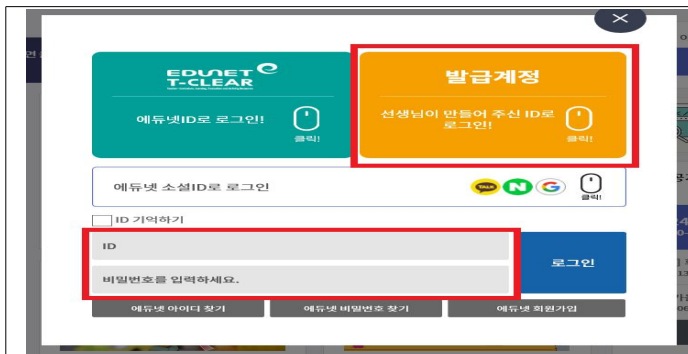 EDUNET
T-CLEAR
에듀넷ID로 로그인!
클릭!
발급계정
선생님이 만들어 주신 ID로
로그인!
클릭!
에듀넷 소셜ID로 로그인
TALK
N
G
클릭!
ID 기억하기
ID
비밀번호를 입력하세요.
로그인
에듀넷 아이디 찾기
에듀넷 비밀번호 찾기
에듀넷 회원가입